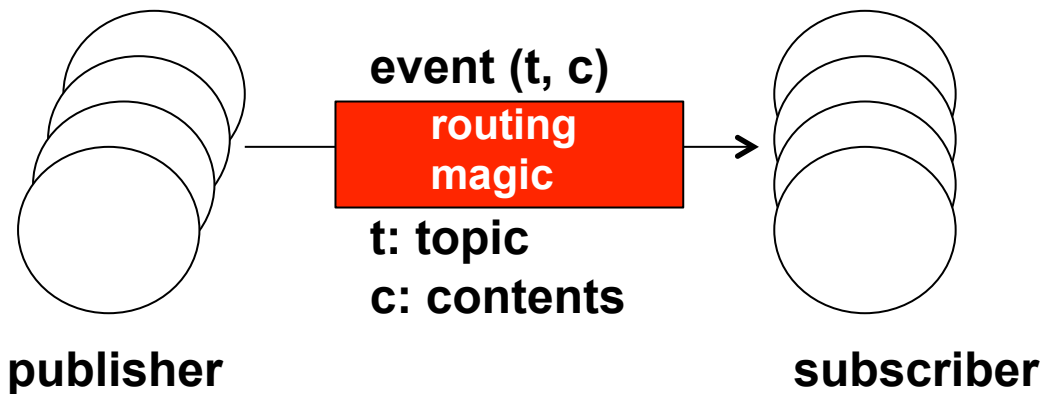 event (t, c)
routing
magic
t: topic
c: contents
publisher
subscriber